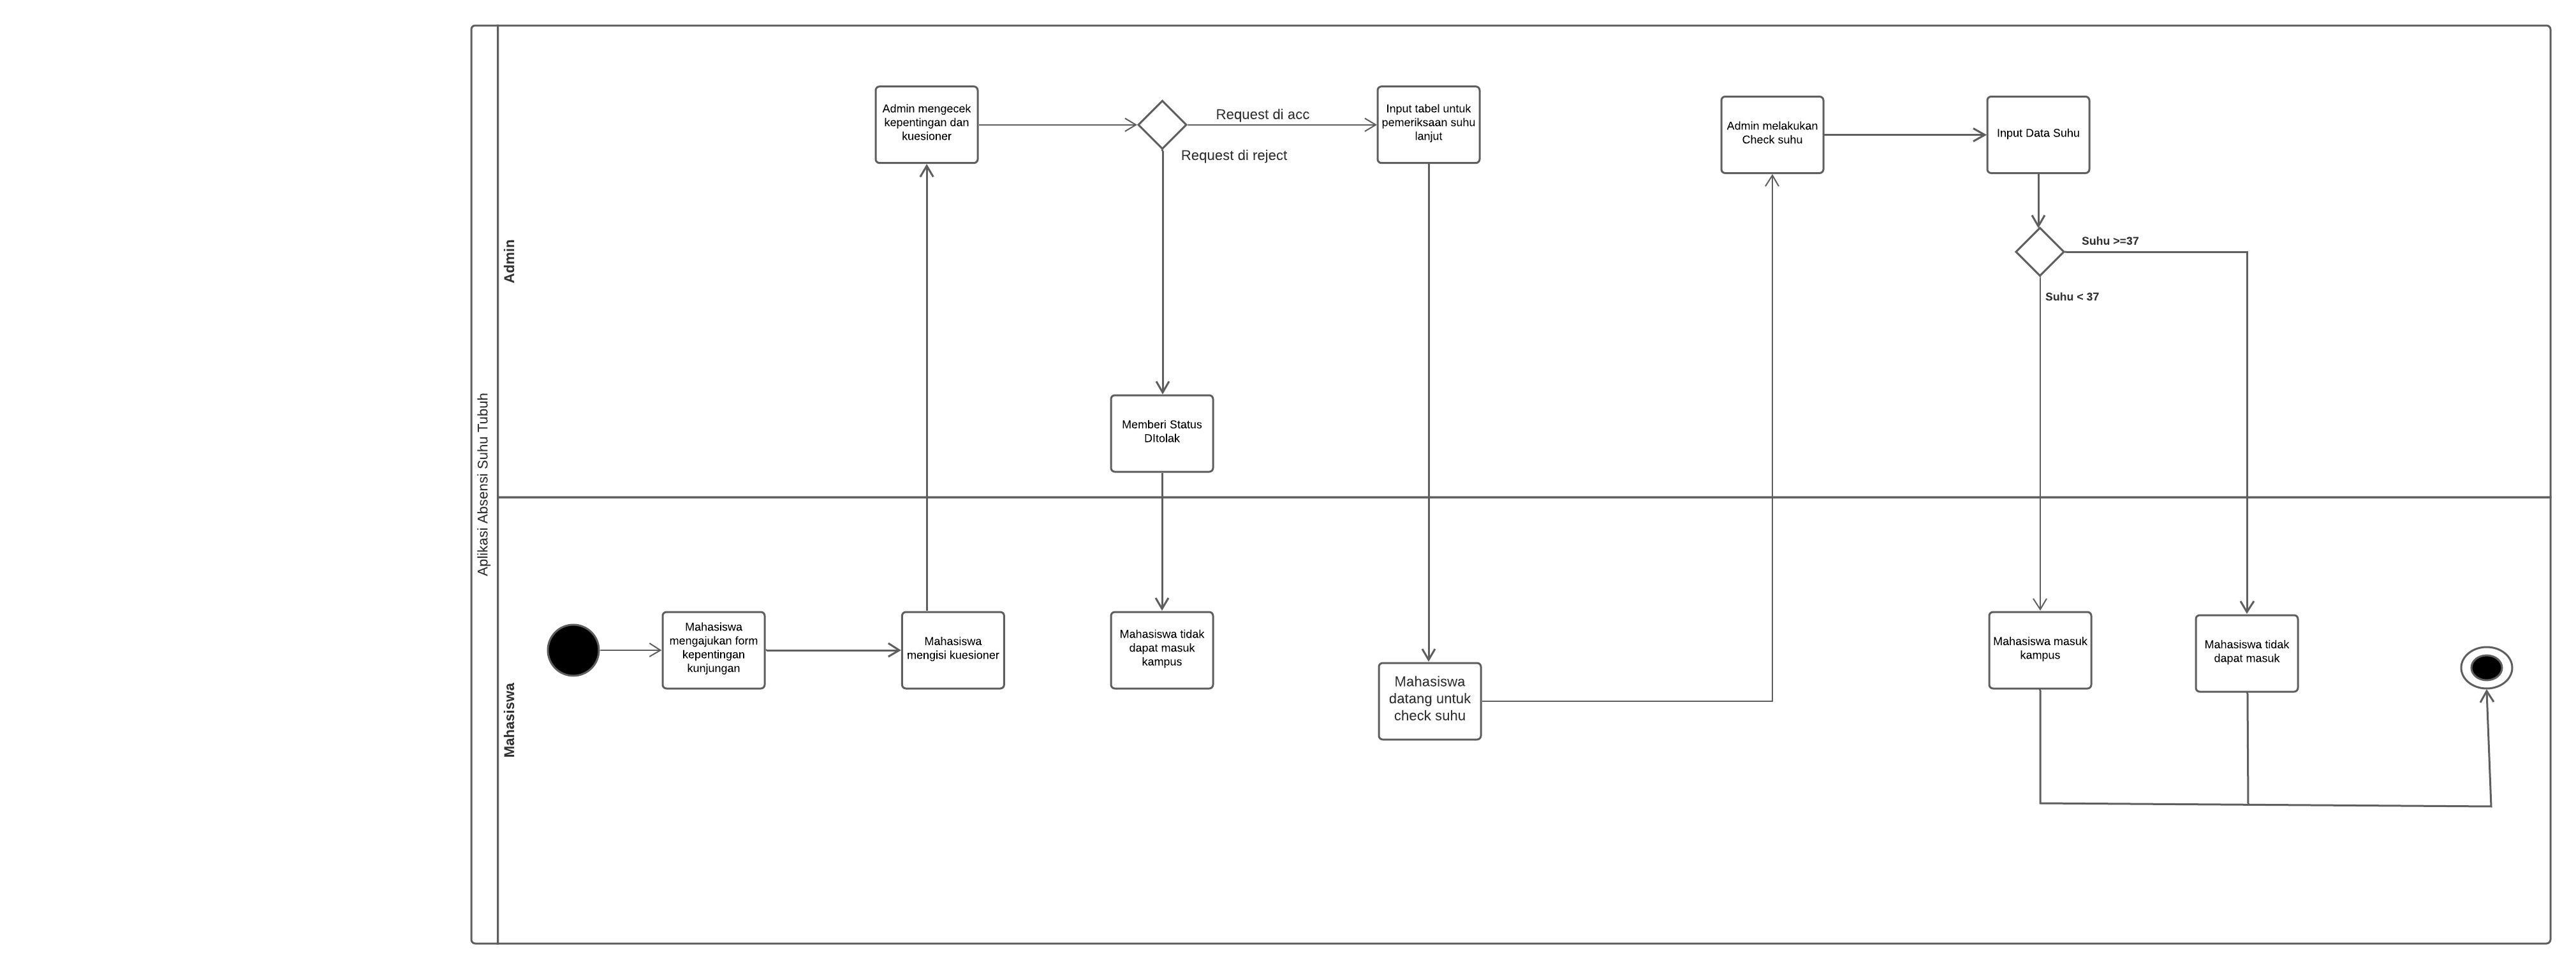 Aplikasi Absensi Suhu Tubuh
Admin
Admin mengecek
kepentingan dan
kuesioner
Request di acc
Request di reject
Input tabel untuk
pemeriksaan suhu
lanjut
Admin melakukan
Check suhu
Input Data Suhu
Suhu >=37
Suhu < 37
Memberi Status
DItolak
Mahasiswa
Mahasiswa
mengajukan form
kepentingan
kunjungan
Mahasiswa
mengisi kuesioner
Mahasiswa tidak
dapat masuk
kampus
Mahasiswa
datang untuk
check suhu
Mahasiswa masuk
kampus
Mahasiswa tidak
dapat masuk